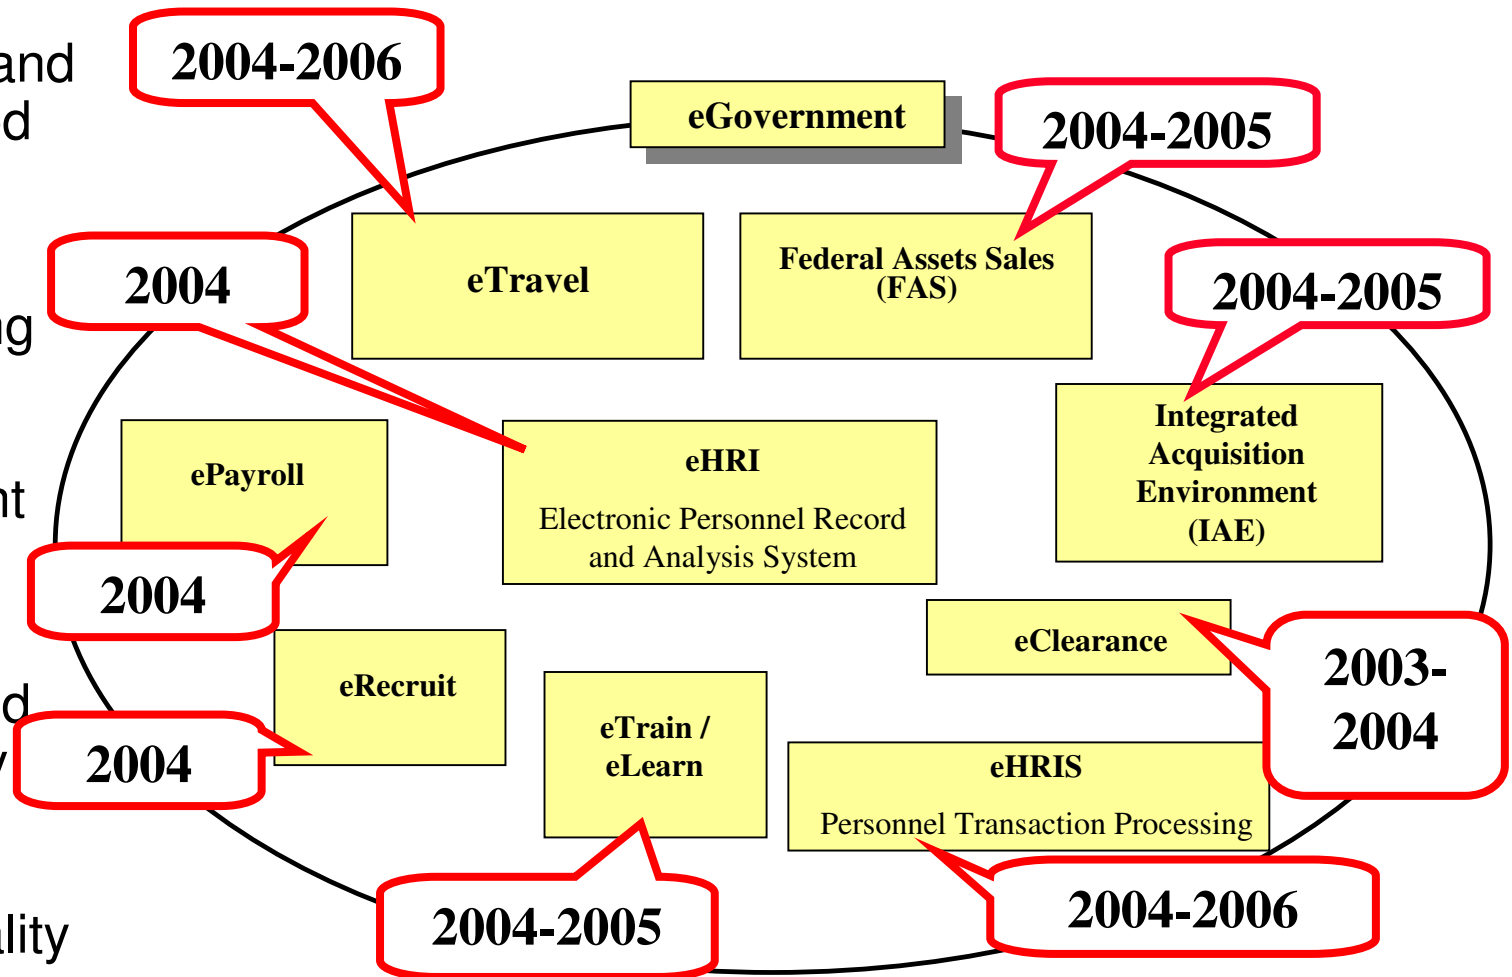 and
2004-2006
eGovernment
2004-2005
eTravel
Federal Assets Sales
(FAS)
2004
2004-2005
Integrated
Acquisition
Environment
(IAE)
ePayroll
eHRI
Electronic Personnel Record
and Analysis System
2004
eClearance
2003-
2004
eRecruit
2004
eTrain /
eLearn
eHRIS
Personnel Transaction Processing
2004-2005
2004-2006